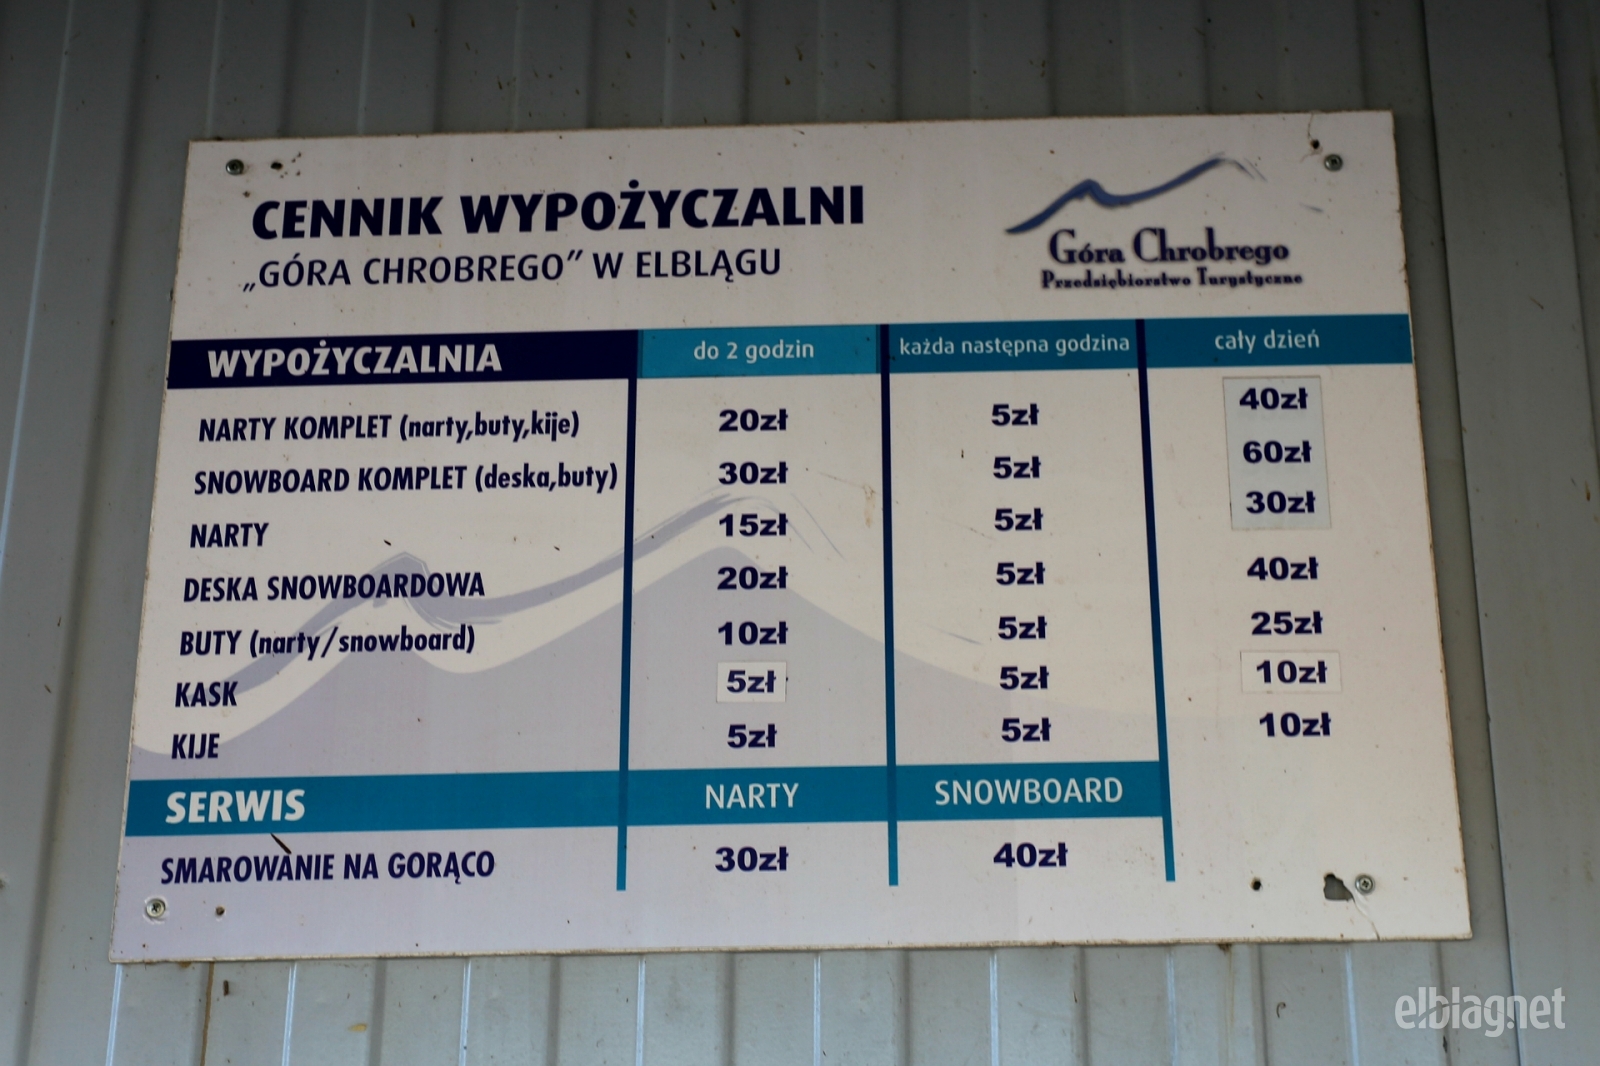 CENNIK WYPOŻYCZALNI
„GÓRA CHROBREGO” W ELBLĄGU
Góra Chrobrego
Przedsiębiorstwo Turystyczne
WYPOŻYCZALNIA do 2 godzin każda następna godzina cały dzień
NARTY KOMPLET (narty,buty,kije) 20zł 5zł 40zł
SNOWBOARD KOMPLET (deska,buty) 30zł 5zł 60zł
NARTY 15zł 5zł 30zł
DESKA SNOWBOARDOWA 20zł 5zł 40zł
BUTY (narty/snowboard) 10zł 5zł 25zł
KASK 5zł 5zł 10zł
KIJE 5zł 5zł 10zł
SERWIS NARTY SNOWBOARD
SMAROWANIE NA GORĄCO 30zł 40zł
elblagnet